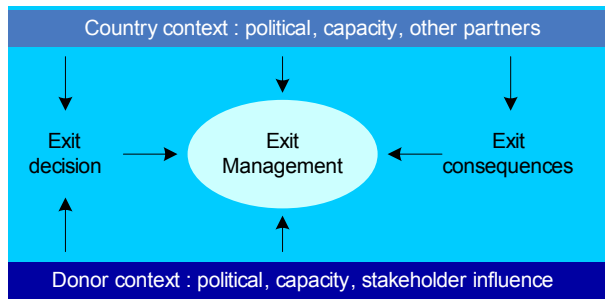 Country context : political, capacity, other partners
Exit
decision
Exit
Management
Exit
consequences
Donor context : political, capacity, stakeholder influence